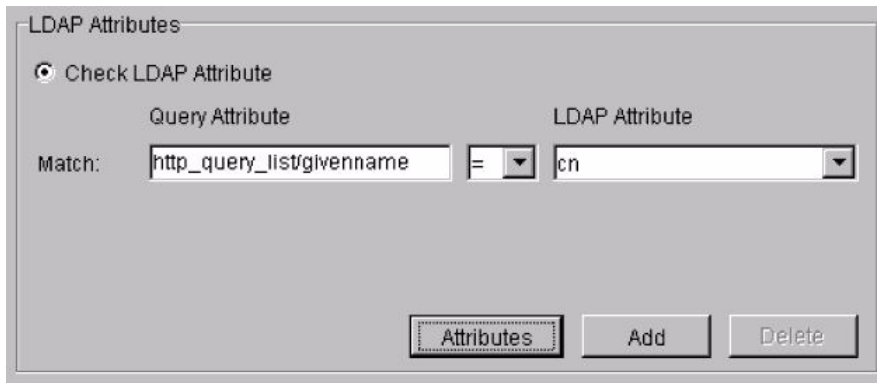 LDAP Attributes
Check LDAP Attribute
Query Attribute LDAP Attribute
Match: http_query_list/givenname = cn
Attributes Add Delete